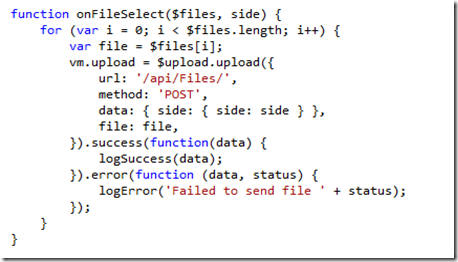 function onFileSelect($files, side) {
    for (var i = 0; i < $files.length; i++) {
        var file = $files[i];
        vm.upload = $upload.upload({
            url: '/api/Files/',
            method: 'POST',
            data: { side: { side: side } },
            file: file,
        }).success(function(data) {
            logSuccess(data);
        }).error(function (data, status) {
            logError('Failed to send file ' + status);
        });
    }
}